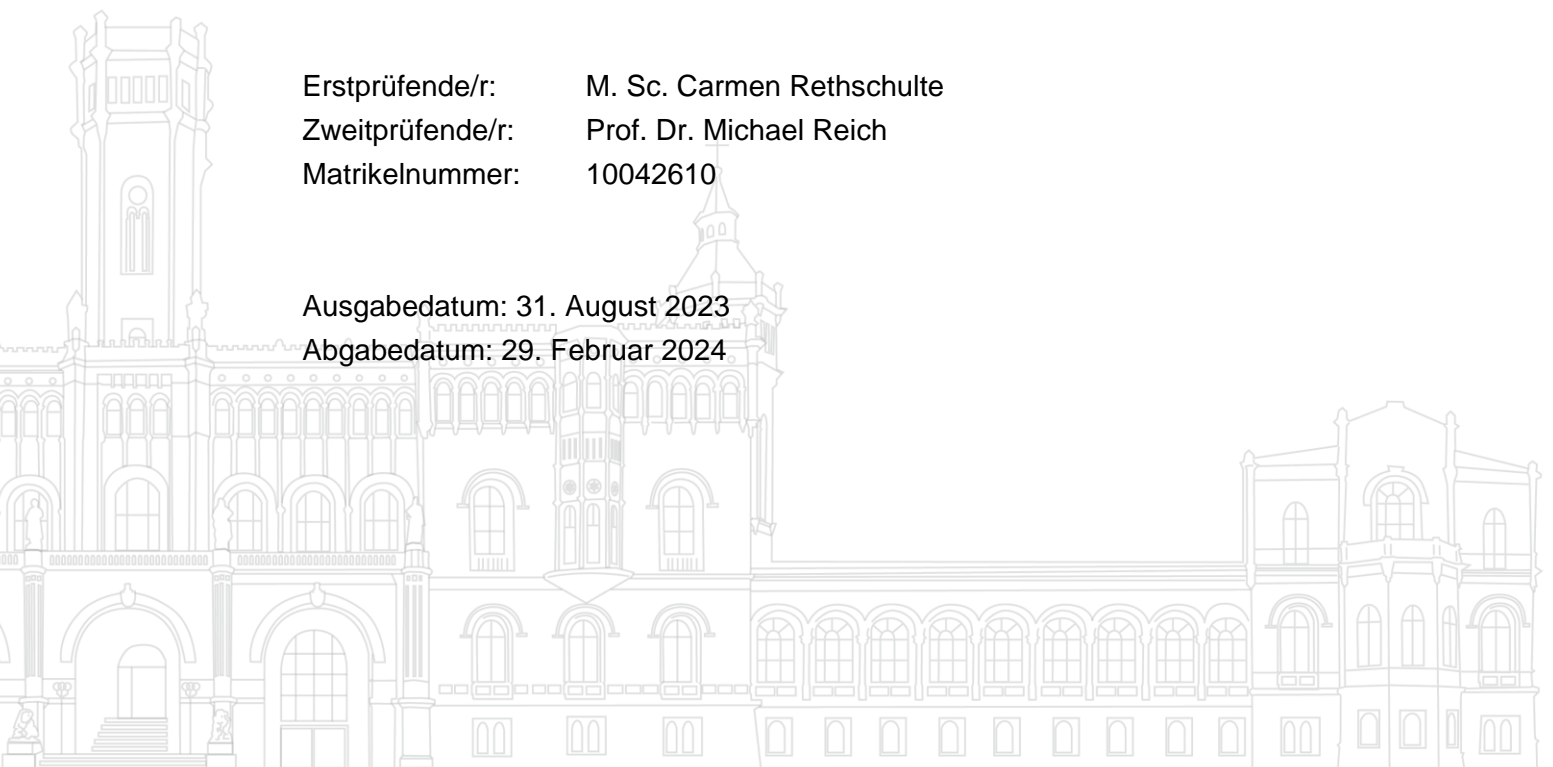 Erstprüfende/r: M. Sc. Carmen Rethschulte
Zweitprüfende/r: Prof. Dr. Michael Reich
Matrikelnummer: 10042610
Ausgabedatum: 31. August 2023
Abgabedatum: 29. Februar 2024